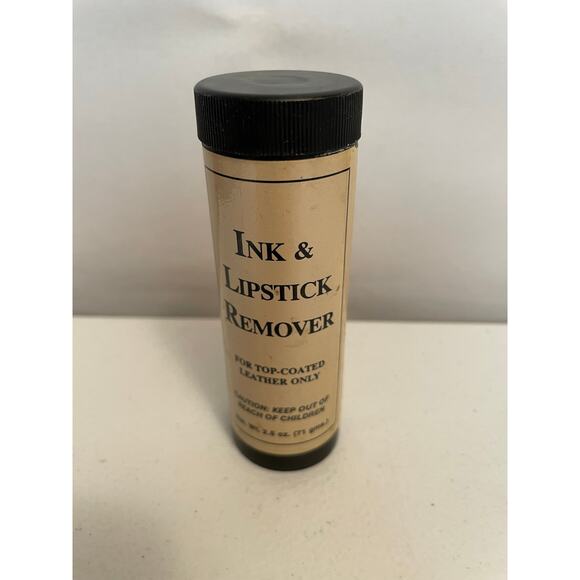 INK &
LIPSTICK
REMOVER
FOR TOP-COATED
LEATHER ONLY
CAUTION: KEEP OUT OF
REACH OF CHILDREN
Net. Wt. 2.5 oz. (71 gms.)